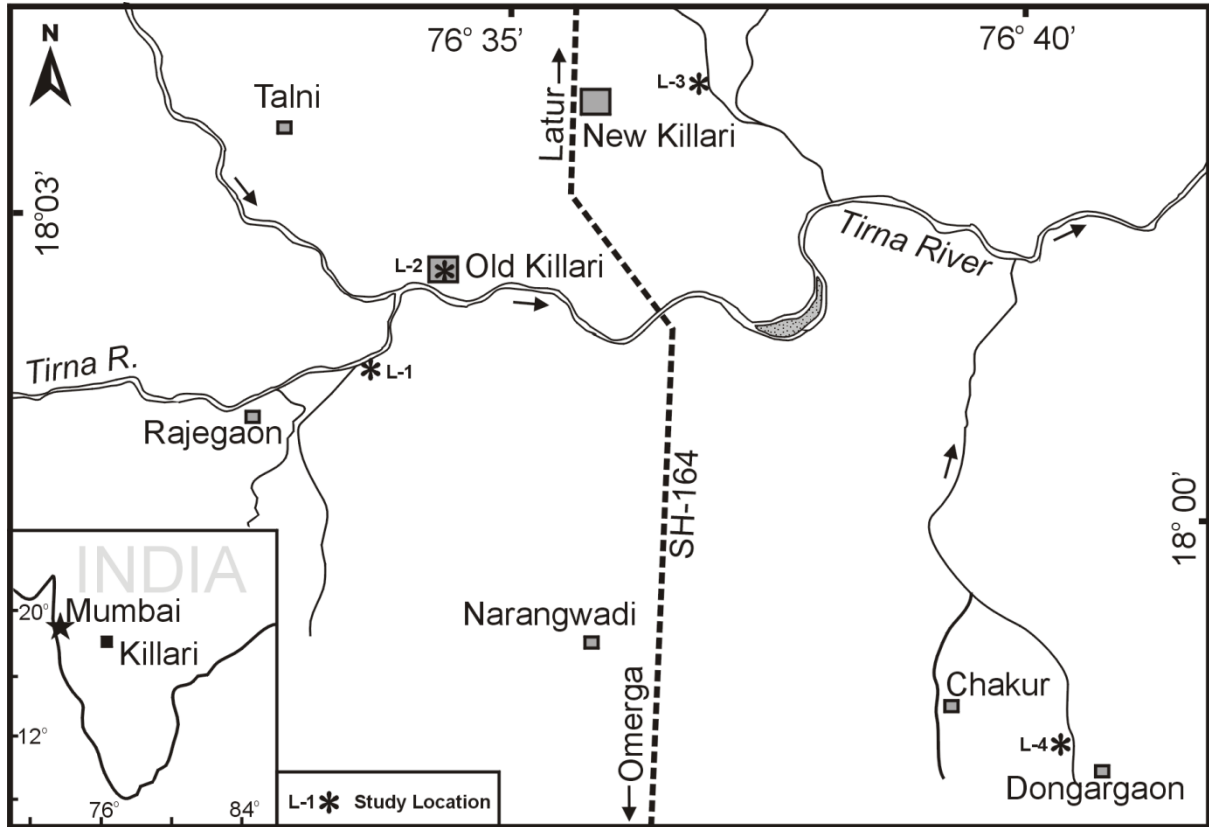 N
76° 35'
76° 40'
Talni
Latur
L-3
New Killari
18°03'
L-2
Old Killari
Tirna River
Tirna R.
L-1
Rajegaon
SH-164
18° 00'
INDIA
20°
Mumbai
Killari
12°
76°
84°
Narangwadi
Omerga
Chakur
L-4
Dongargaon
L-1 Study Location